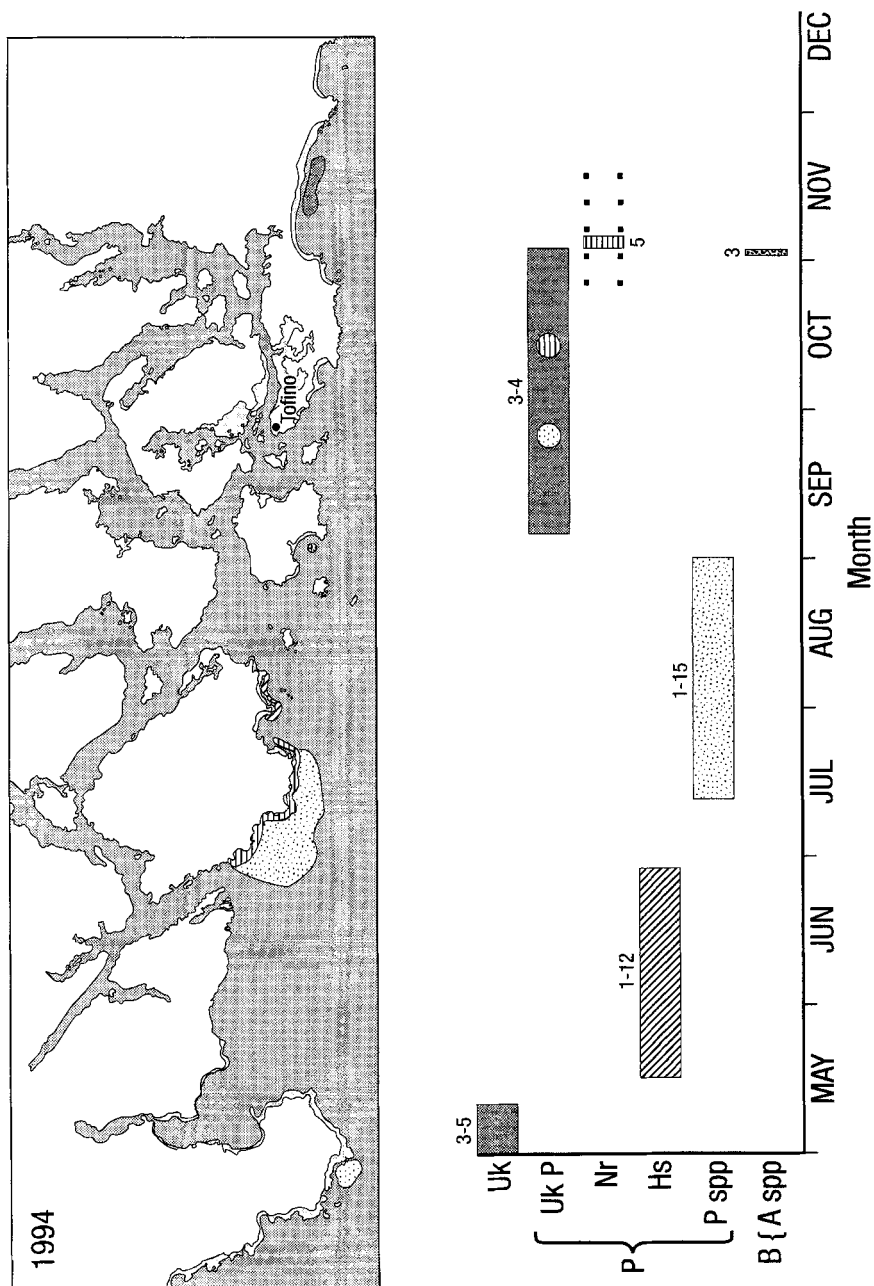 1994
Tofino
Uk
Uk P
Nr
Hs
P spp
B { A spp
P
3-5
3-4
5
1-12
1-15
3
MAY JUN JUL AUG SEP OCT NOV DEC
Month